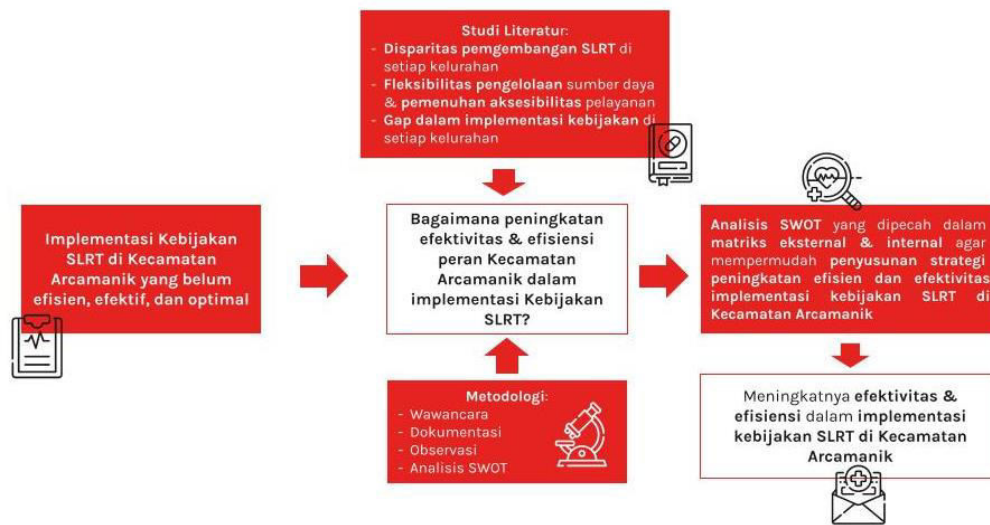 Studi Literatur:
- Disparitas pemgembangan SLRT di
setiap kelurahan
- Fleksibilitas pengelolaan sumber daya
& pemenuhan aksesibilitas pelayanan
- Gap dalam implementasi kebijakan di
setiap kelurahan
Implementasi Kebijakan
SLRT di Kecamatan
Arcamanik yang belum
efisien, efektif, dan optimal
Bagaimana peningkatan
efektivitas & efisiensi
peran Kecamatan
Arcamanik dalam
implementasi Kebijakan
SLRT?
Metodologi:
- Wawancara
- Dokumentasi
- Observasi
- Analisis SWOT
Analisis SWOT yang dipecah dalam
matriks eksternal & internal agar
mempermudah penyusunan strategi
peningkatan efisien dan efektivitas
implementasi kebijakan SLRT di
Kecamatan Arcamanik
Meningkatnya efektivitas &
efisiensi dalam implementasi
kebijakan SLRT di Kecamatan
Arcamanik